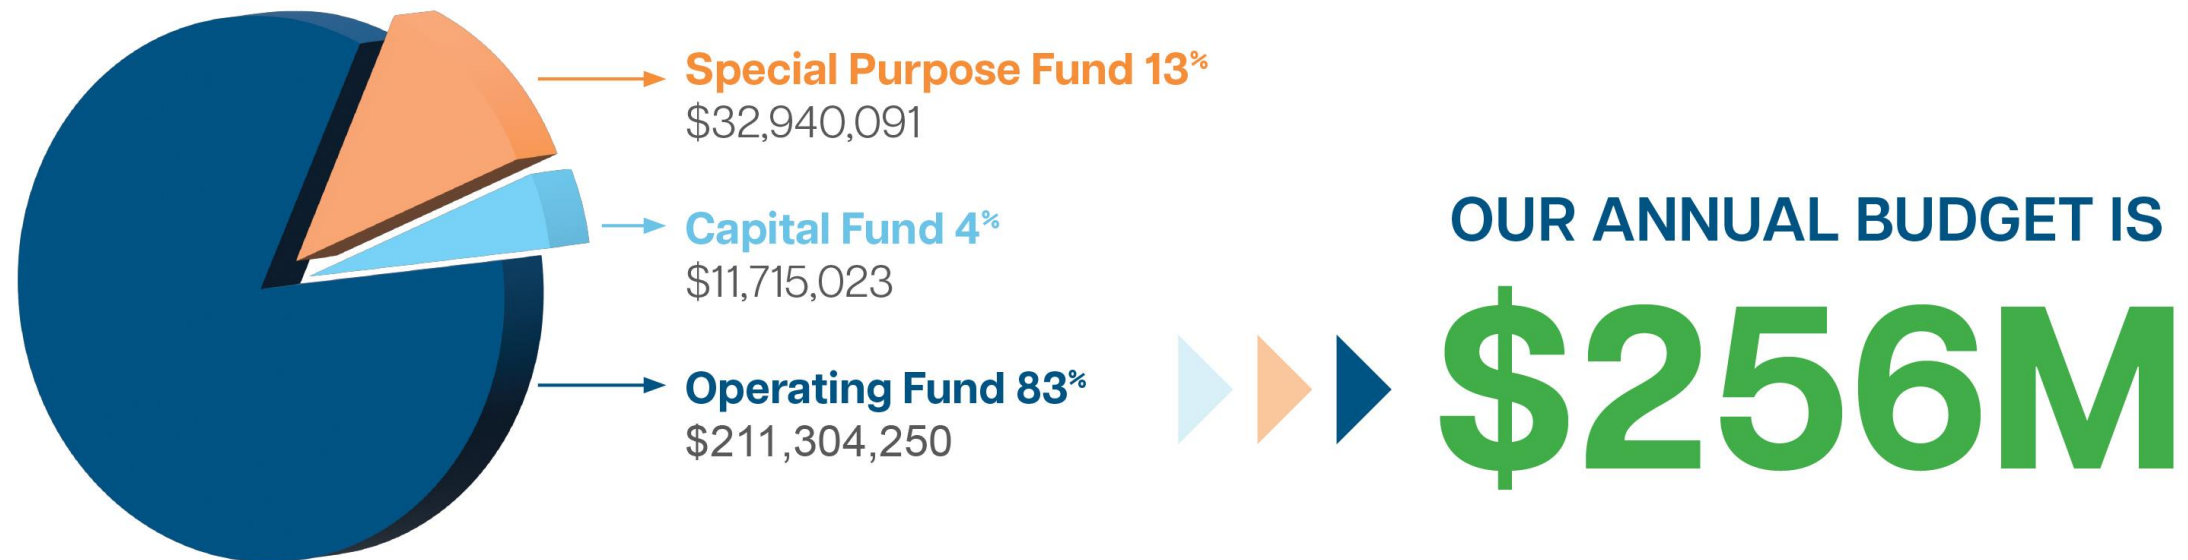 Special Purpose Fund 13%
$32,940,091
Capital Fund 4%
$11,715,023
Operating Fund 83%
$211,304,250
OUR ANNUAL BUDGET IS
$256M